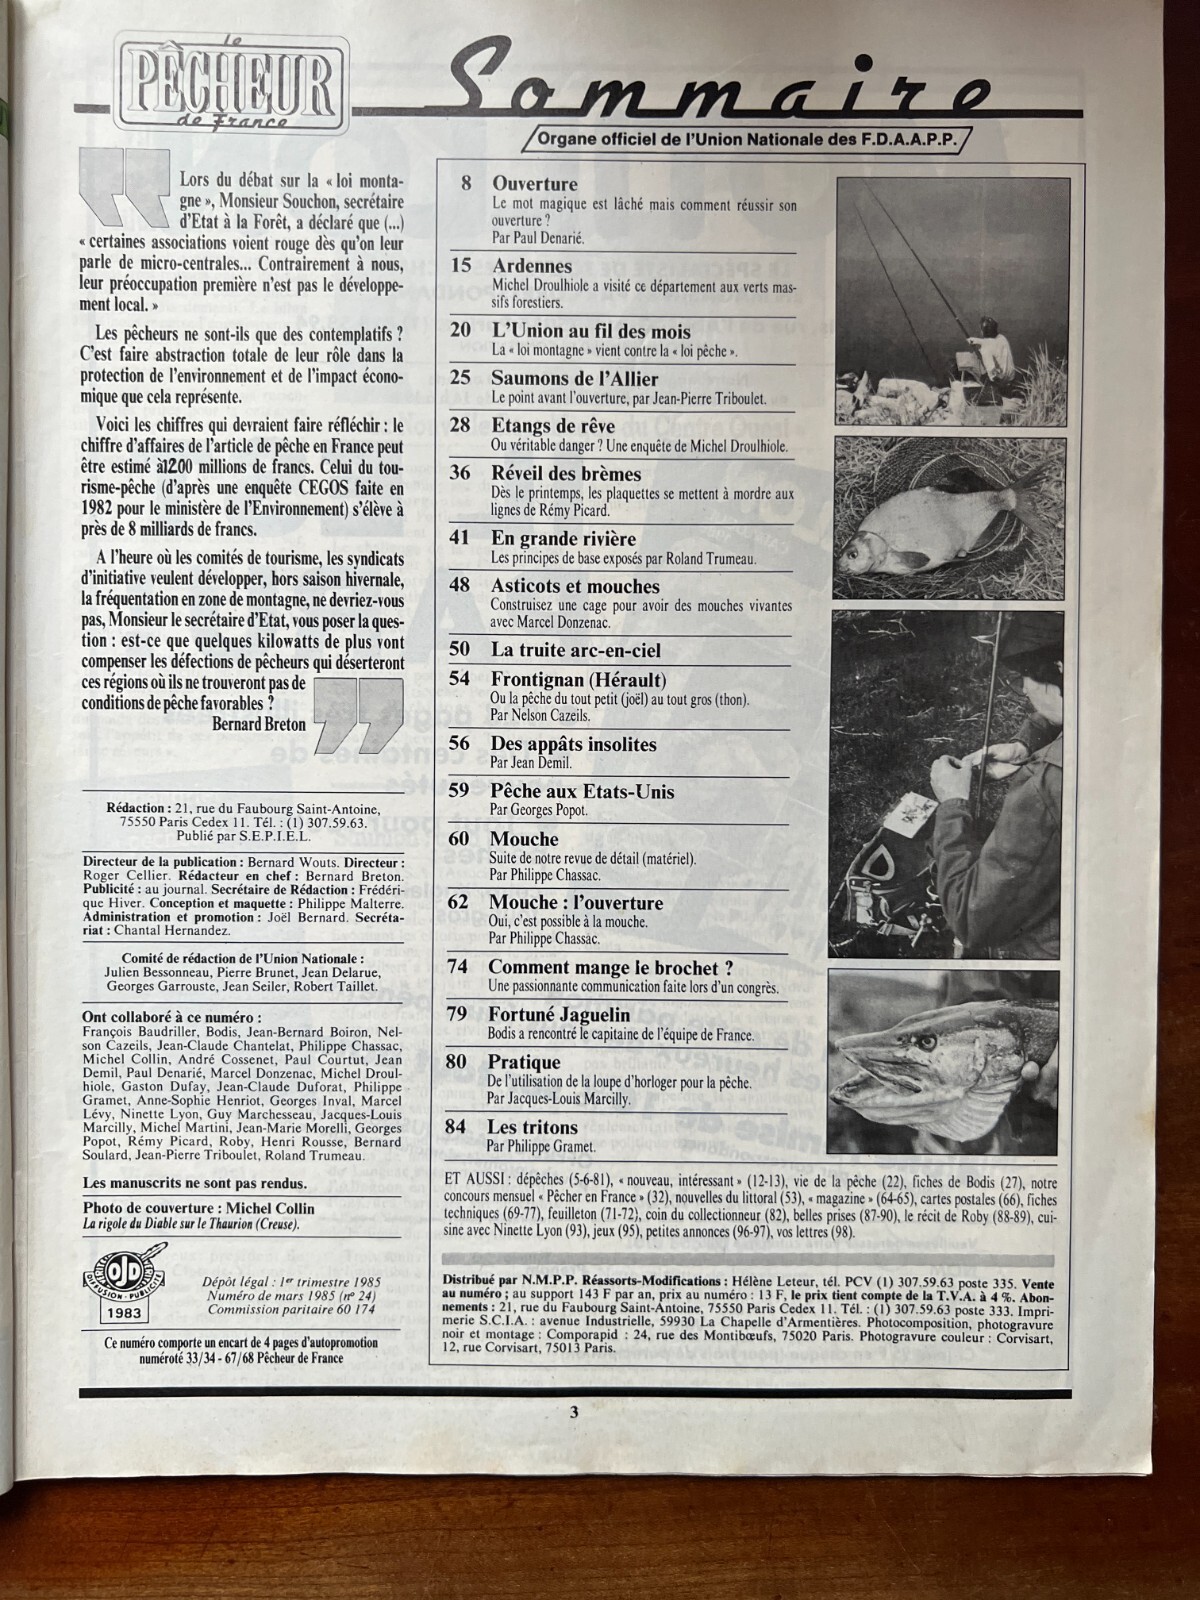 le
PÊCHEUR
de France
Sommaire
Organe officiel de l'Union Nationale des F.D.A.A.P.P.
Lors du débat sur la « loi monta-
gne », Monsieur Souchon, secrétaire
d'Etat à la Forêt, a déclaré que (...)
« certaines associations voient rouge dès qu'on leur
parle de micro-centrales... Contrairement à nous,
leur préoccupation première n'est pas le développe-
ment local. »
Les pêcheurs ne sont-ils que des contemplatifs ?
C'est faire abstraction totale de leur rôle dans la
protection de l'environnement et de l'impact écono-
mique que cela représente.
Voici les chiffres qui devraient faire réfléchir : le
chiffre d'affaires de l'article de pêche en France peut
être estimé à1200 millions de francs. Celui du tou-
risme-pêche (d'après une enquête CEGOS faite en
1982 pour le ministère de l'Environnement) s'élève à
près de 8 milliards de francs.
A l'heure où les comités de tourisme, les syndicats
d'initiative veulent développer, hors saison hivernale,
la fréquentation en zone de montagne, ne devriez-vous
pas, Monsieur le secrétaire d'Etat, vous poser la ques-
tion : est-ce que quelques kilowatts de plus vont
compenser les défections de pêcheurs qui déserteront
ces régions où ils ne trouveront pas de
conditions de pêche favorables ?
Bernard Breton
Rédaction : 21, rue du Faubourg Saint-Antoine,
75550 Paris Cedex 11. Tél. : (1) 307.59.63.
Publié par S.E.P.I.E.L.
Directeur de la publication : Bernard Wouts. Directeur :
Roger Cellier. Rédacteur en chef : Bernard Breton.
Publicité : au journal. Secrétaire de Rédaction : Frédéri-
que Hiver. Conception et maquette : Philippe Malterre.
Administration et promotion : Joël Bernard. Secréta-
riat : Chantal Hernandez.
Comité de rédaction de l'Union Nationale :
Julien Bessonneau, Pierre Brunet, Jean Delarue,
Georges Garrouste, Jean Seiler, Robert Taillet.
Ont collaboré à ce numéro :
François Baudriller, Bodis, Jean-Bernard Boiron, Nel-
son Cazeils, Jean-Claude Chantelat, Philippe Chassac,
Michel Collin, André Cossenet, Paul Courtut, Jean
Demil, Paul Denarié, Marcel Donzenac, Michel Droul-
hiole, Gaston Dufay, Jean-Claude Duforat, Philippe
Gramet, Anne-Sophie Henriot, Georges Inval, Marcel
Lévy, Ninette Lyon, Guy Marchesseau, Jacques-Louis
Marcilly, Michel Martini, Jean-Marie Morelli, Georges
Popot, Rémy Picard, Roby, Henri Rousse, Bernard
Soulard, Jean-Pierre Triboulet, Roland Trumeau.
Les manuscrits ne sont pas rendus.
Photo de couverture : Michel Collin
La rigole du Diable sur le Thaurion (Creuse).
OJD
DIFFUSION - PUBLICITÉ
1983
Dépôt légal : 1er trimestre 1985
Numéro de mars 1985 (nº 24)
Commission paritaire 60 174
Ce numéro comporte un encart de 4 pages d'autopromotion
numéroté 33/34 - 67/68 Pêcheur de France
8 Ouverture
Le mot magique est lâché mais comment réussir son
ouverture ?
Par Paul Denarié.
15 Ardennes
Michel Droulhiole a visité ce département aux verts mas-
sifs forestiers.
20 L'Union au fil des mois
La « loi montagne » vient contre la « loi pêche ».
25 Saumons de l'Allier
Le point avant l'ouverture, par Jean-Pierre Triboulet.
28 Etangs de rêve
Ou véritable danger ? Une enquête de Michel Droulhiole.
36 Réveil des brèmes
Dès le printemps, les plaquettes se mettent à mordre aux
lignes de Rémy Picard.
41 En grande rivière
Les principes de base exposés par Roland Trumeau.
48 Asticots et mouches
Construisez une cage pour avoir des mouches vivantes
avec Marcel Donzenac.
50 La truite arc-en-ciel
54 Frontignan (Hérault)
Ou la pêche du tout petit (joël) au tout gros (thon).
Par Nelson Cazeils.
56 Des appâts insolites
Par Jean Demil.
59 Pêche aux Etats-Unis
Par Georges Popot.
60 Mouche
Suite de notre revue de détail (matériel).
Par Philippe Chassac.
62 Mouche : l'ouverture
Oui, c'est possible à la mouche.
Par Philippe Chassac.
74 Comment mange le brochet ?
Une passionnante communication faite lors d'un congrès.
79 Fortuné Jaguelin
Bodis a rencontré le capitaine de l'équipe de France.
80 Pratique
De l'utilisation de la loupe d'horloger pour la pêche.
Par Jacques-Louis Marcilly.
84 Les tritons
Par Philippe Gramet.
ET AUSSI : dépêches (5-6-81), « nouveau, intéressant » (12-13), vie de la pêche (22), fiches de Bodis (27), notre
concours mensuel « Pêcher en France » (32), nouvelles du littoral (53), « magazine » (64-65), cartes postales (66), fiches
techniques (69-77), feuilleton (71-72), coin du collectionneur (82), belles prises (87-90), le récit de Roby (88-89), cui-
sine avec Ninette Lyon (93), jeux (95), petites annonces (96-97), vos lettres (98).
Distribué par N.M.P.P. Réassorts-Modifications : Hélène Leteur, tél. PCV (1) 307.59.63 poste 335. Vente
au numéro ; au support 143 F par an, prix au numéro : 13 F, le prix tient compte de la T.V.A. à 4 %. Abon-
nements : 21, rue du Faubourg Saint-Antoine, 75550 Paris Cedex 11. Tél. : (1) 307.59.63 poste 333. Impri-
merie S.C.I.A. : avenue Industrielle, 59930 La Chapelle d'Armentières. Photocomposition, photogravure
noir et montage : Comporapid : 24, rue des Montibœufs, 75020 Paris. Photogravure couleur : Corvisart,
12, rue Corvisart, 75013 Paris.
3